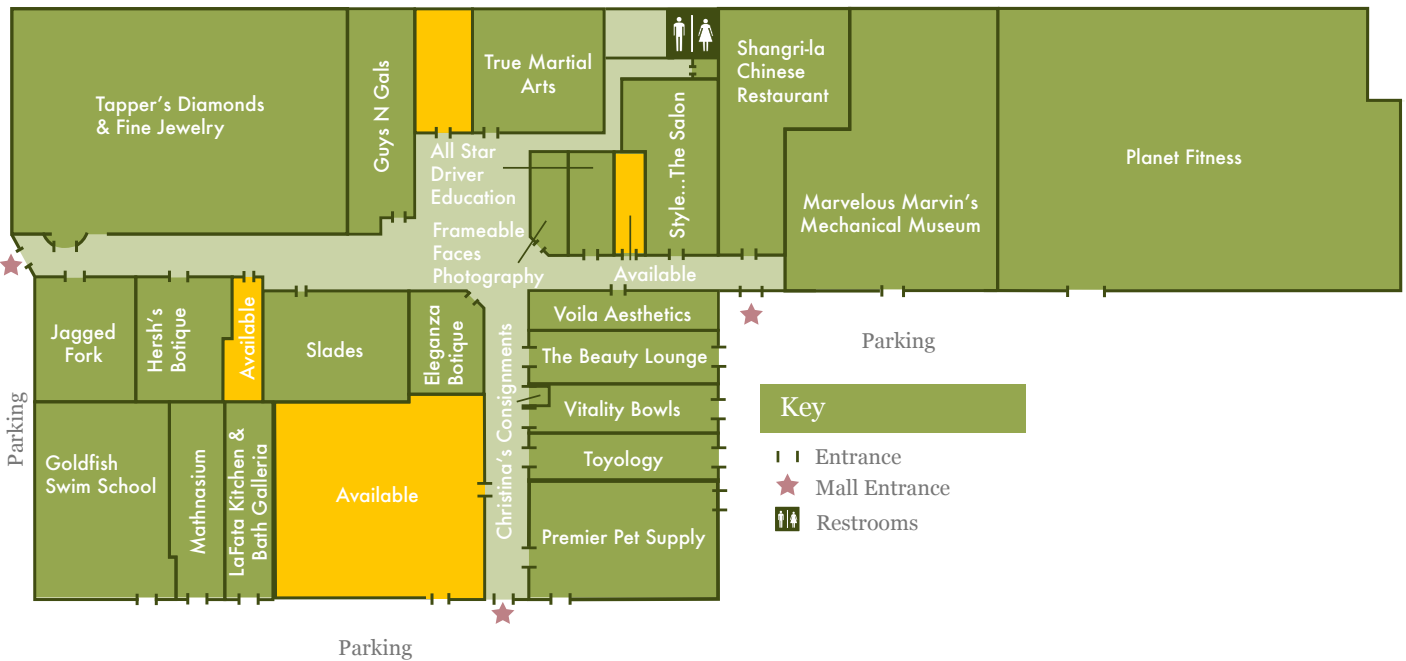 Tapper's Diamonds
& Fine Jewelry
Guys N Gals
True Martial
Arts
Shangri-la
Chinese
Restaurant
Planet Fitness
Marvelous Marvin's
Mechanical Museum
Style...The Salon
All Star
Driver
Education
Frameable
Faces
Photography
Available
Jagged
Fork
Hersh's
Botique
Available
Slades
Eleganza
Botique
Christina's Consignments
Voila Aesthetics
The Beauty Lounge
Vitality Bowls
Toyology
Premier Pet Supply
Parking
Goldfish
Swim School
Mathnasium
LaFata Kitchen &
Bath Galleria
Available
Parking
Parking
Key
Entrance
Mall Entrance
Restrooms